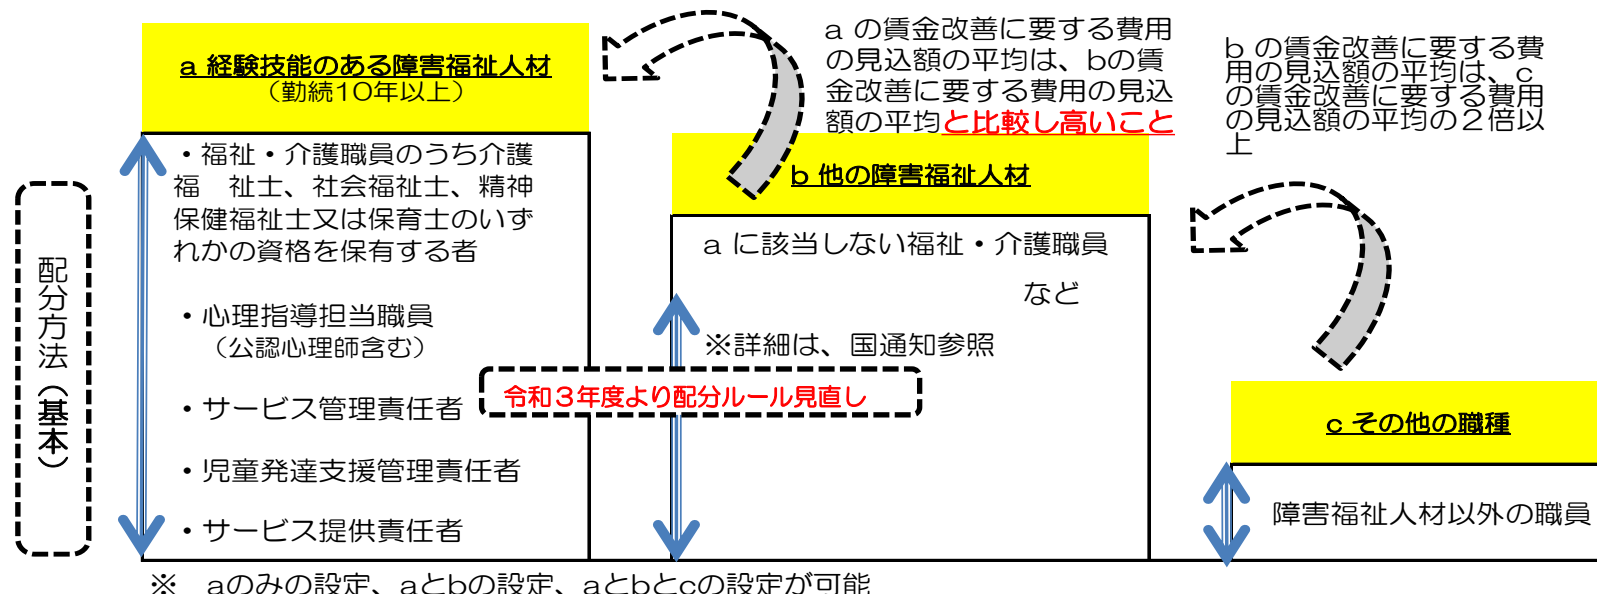 配分方法（基本）
a 経験技能のある障害福祉人材
（勤続10年以上）
・福祉・介護職員のうち介護
福　祉士、社会福祉士、精神
保健福祉士又は保育士のいず
れかの資格を保有する者
・心理指導担当職員
（公認心理師含む）
・サービス管理責任者
・児童発達支援管理責任者
・サービス提供責任者
a の賃金改善に要する費用
の見込額の平均は、bの賃
金改善に要する費用の見込
額の平均と比較し高いこと
b 他の障害福祉人材
a に該当しない福祉・介護職員
など
※詳細は、国通知参照
令和３年度より配分ルール見直し
b の賃金改善に要する費
用の見込額の平均は、c
の賃金改善に要する費用
の見込額の平均の２倍以
上
c その他の職種
障害福祉人材以外の職員
※　aのみの設定、aとbの設定、aとbとcの設定が可能